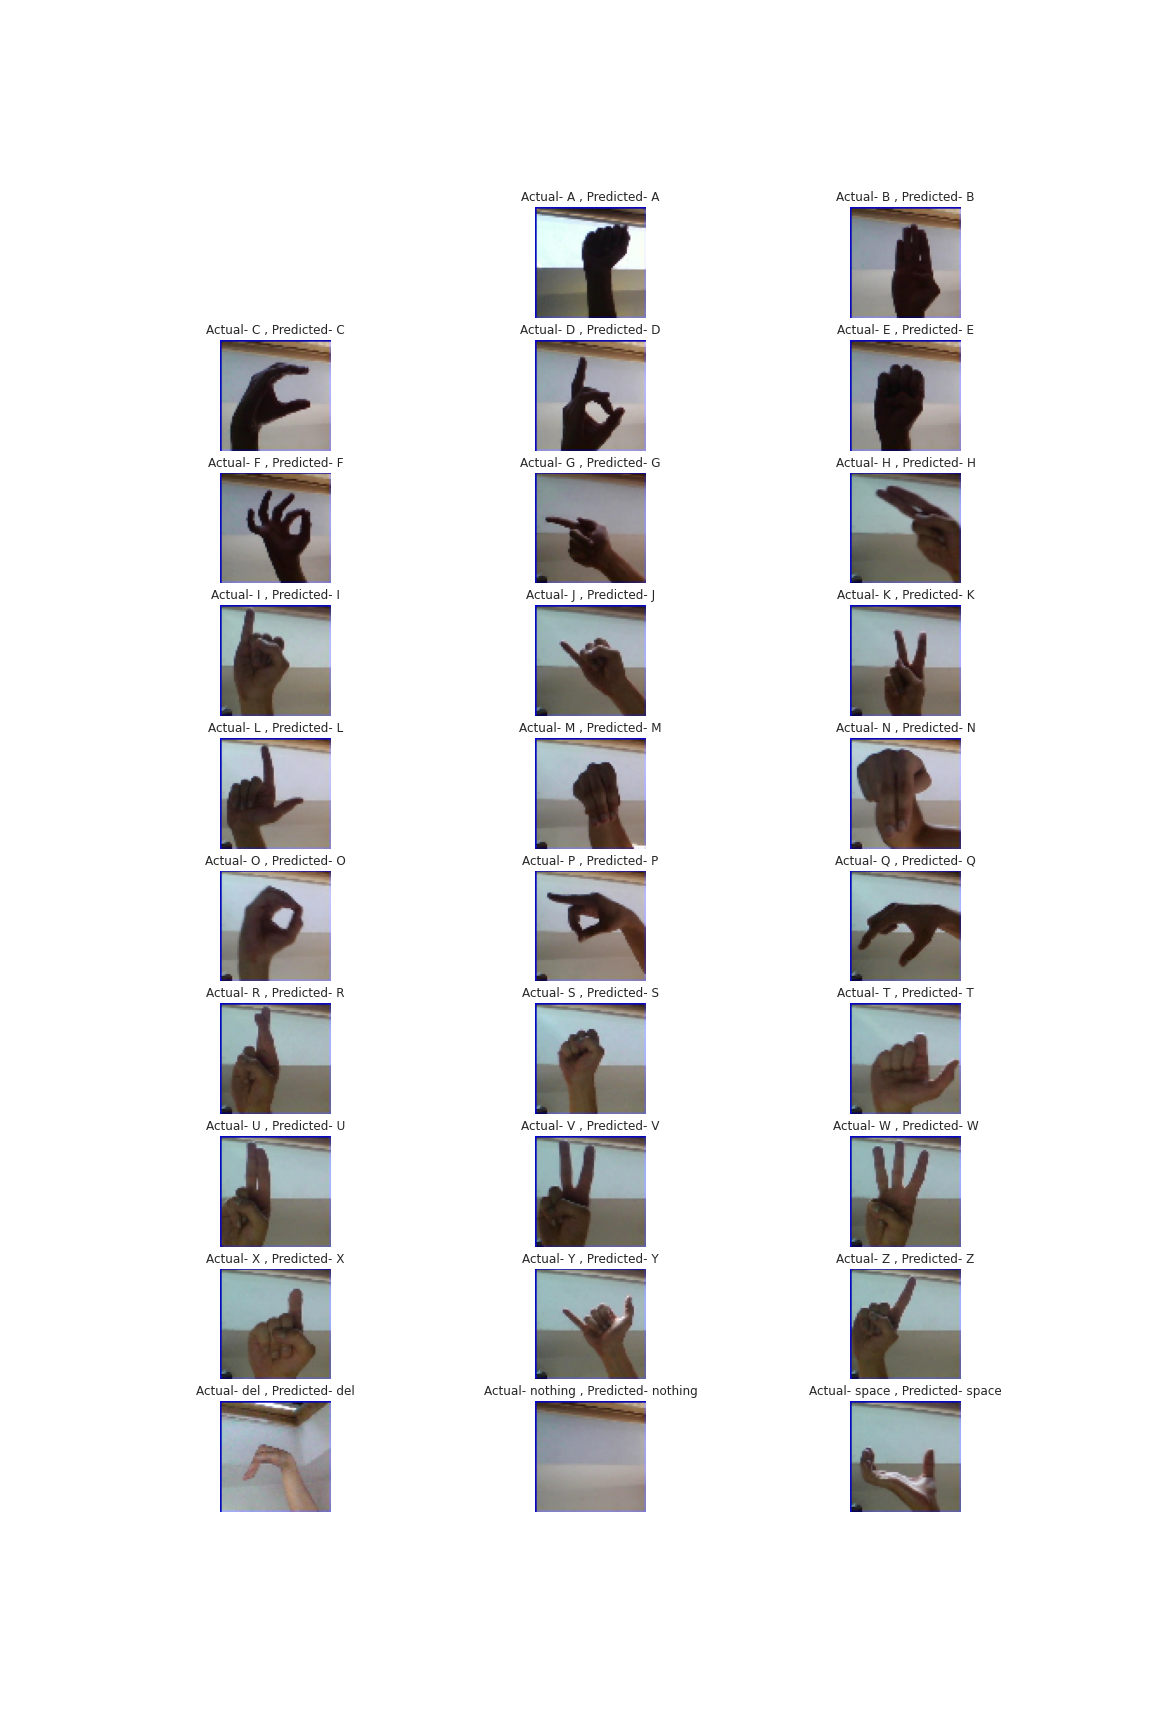 Actual- A , Predicted- A
Actual- B , Predicted- B
Actual- C , Predicted- C
Actual- D , Predicted- D
Actual- E , Predicted- E
Actual- F , Predicted- F
Actual- G , Predicted- G
Actual- H , Predicted- H
Actual- I , Predicted- I
Actual- J , Predicted- J
Actual- K , Predicted- K
Actual- L , Predicted- L
Actual- M , Predicted- M
Actual- N , Predicted- N
Actual- O , Predicted- O
Actual- P , Predicted- P
Actual- Q , Predicted- Q
Actual- R , Predicted- R
Actual- S , Predicted- S
Actual- T , Predicted- T
Actual- U , Predicted- U
Actual- V , Predicted- V
Actual- W , Predicted- W
Actual- X , Predicted- X
Actual- Y , Predicted- Y
Actual- Z , Predicted- Z
Actual- del , Predicted- del
Actual- nothing , Predicted- nothing
Actual- space , Predicted- space